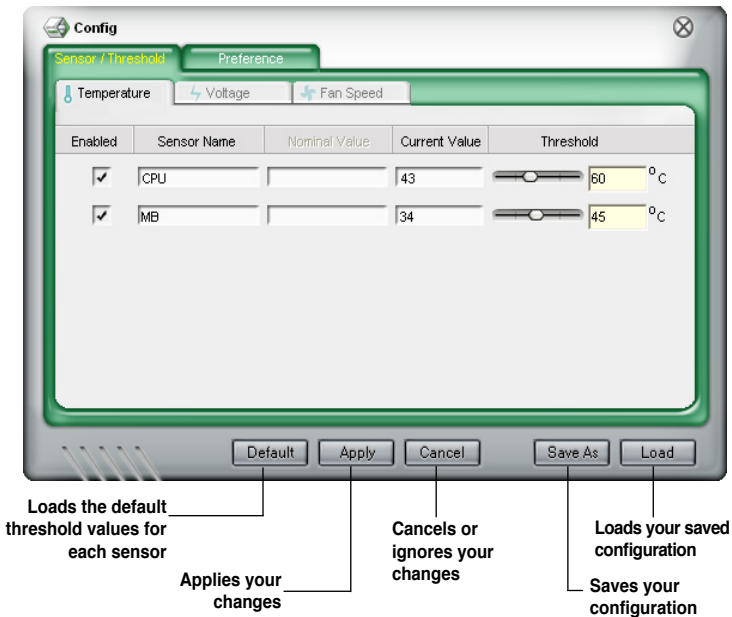 Config
Sensor / Threshold Preference
Temperature Voltage Fan Speed
Enabled Sensor Name Nominal Value Current Value Threshold
CPU 43 60 °C
MB 34 45 °C
Default Apply Cancel Save As Load
Loads the default
threshold values for
each sensor
Applies your
changes
Cancels or
ignores your
changes
Saves your
configuration
Loads your saved
configuration